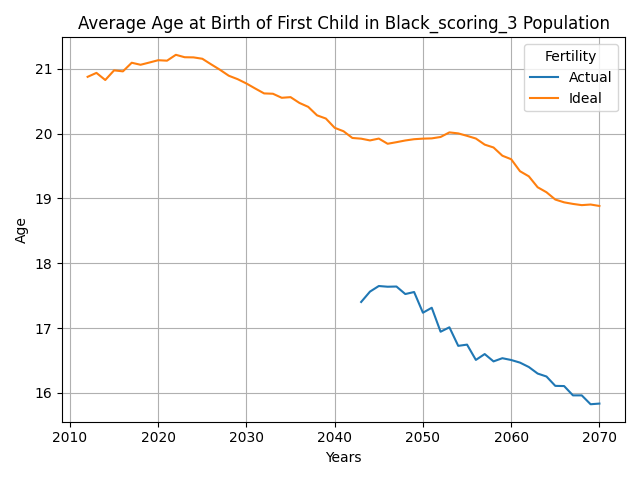 Average Age at Birth of First Child in Black_scoring_3 Population
Fertility
Actual
Ideal
Age
21
20
19
18
17
16
2010
2020
2030
2040
2050
2060
2070
Years